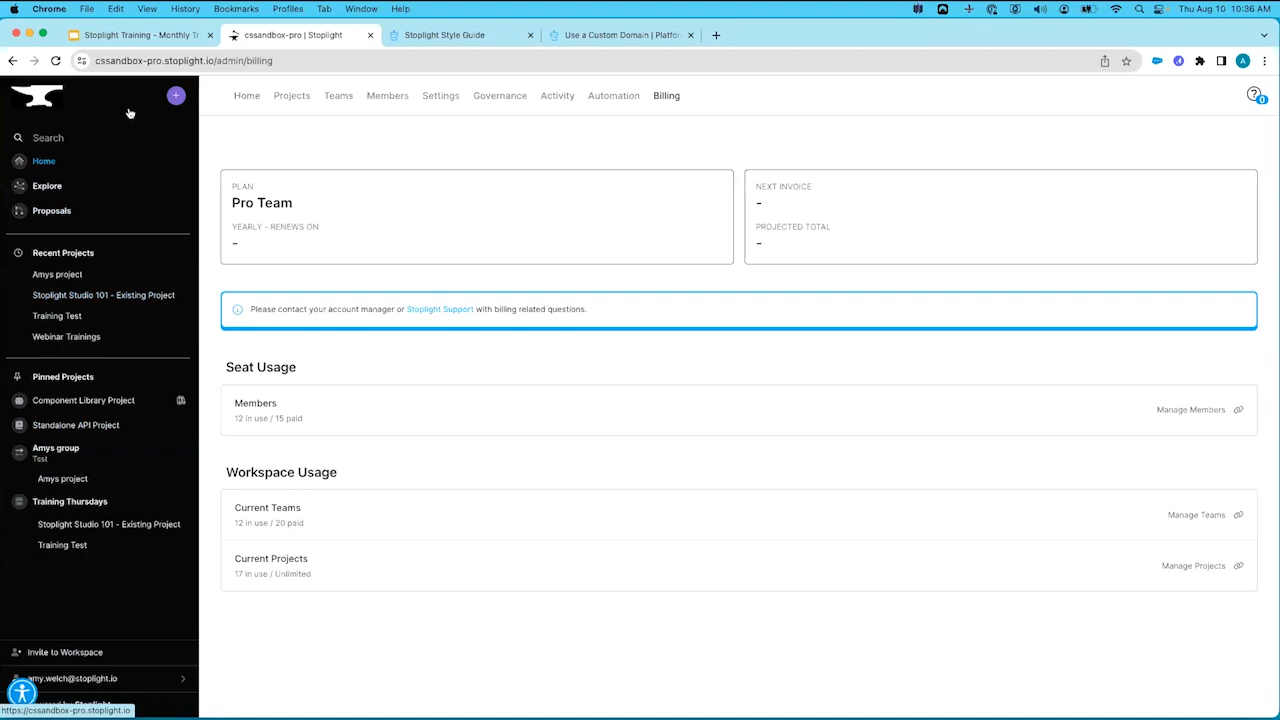 Chrome File Edit View History Bookmarks Profiles Tab Window Help Thu Aug 10 10:36 AM
Stoplight Training - Monthly Tr cssandbox-pro | Stoplight Stoplight Style Guide Use a Custom Domain | Platfo
cssandbox-pro.stoplight.io/admin/billing A
+
Search
Home
Explore
Proposals
Recent Projects
Amys project
Stoplight Studio 101 - Existing Project
Training Test
Webinar Trainings
Pinned Projects
Component Library Project
Standalone API Project
Amys group
Test
Amys project
Training Thursdays
Stoplight Studio 101 - Existing Project
Training Test
Invite to Workspace
amy.welch@stoplight.io
https://cssandbox-pro.stoplight.io
Home Projects Teams Members Settings Governance Activity Automation Billing
? 0
PLAN
Pro Team
YEARLY - RENEWS ON
-
NEXT INVOICE
-
PROJECTED TOTAL
-
Please contact your account manager or Stoplight Support with billing related questions.
Seat Usage
Members
12 in use / 15 paid
Manage Members
Workspace Usage
Current Teams
12 in use / 20 paid
Manage Teams
Current Projects
17 in use / Unlimited
Manage Projects